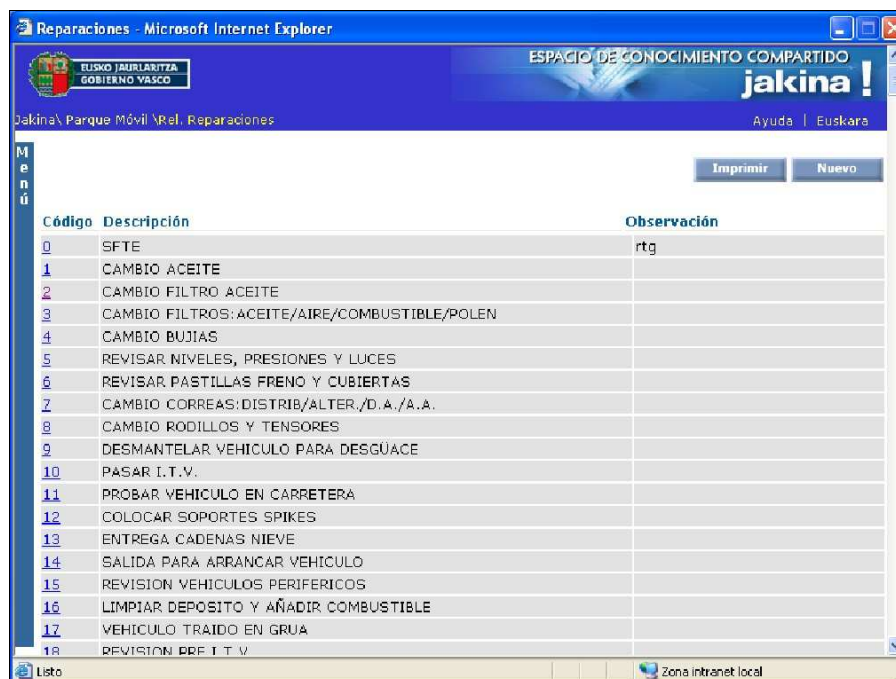 Reparaciones - Microsoft Internet Explorer
EUSKO JAURLARITZA
GOBIERNO VASCO
ESPACIO DE CONOCIMIENTO COMPARTIDO
jakina !
Jakina\ Parque Móvil \Rel. Reparaciones
Ayuda | Euskara
Menú
Imprimir Nuevo
Código Descripción Observación
0 SFTE rtg
1 CAMBIO ACEITE
2 CAMBIO FILTRO ACEITE
3 CAMBIO FILTROS:ACEITE/AIRE/COMBUSTIBLE/POLEN
4 CAMBIO BUJIAS
5 REVISAR NIVELES, PRESIONES Y LUCES
6 REVISAR PASTILLAS FRENO Y CUBIERTAS
7 CAMBIO CORREAS:DISTRIB/ALTER./D.A./A.A.
8 CAMBIO RODILLOS Y TENSORES
9 DESMANTELAR VEHICULO PARA DESGÜACE
10 PASAR I.T.V.
11 PROBAR VEHICULO EN CARRETERA
12 COLOCAR SOPORTES SPIKES
13 ENTREGA CADENAS NIEVE
14 SALIDA PARA ARRANCAR VEHICULO
15 REVISION VEHICULOS PERIFERICOS
16 LIMPIAR DEPOSITO Y AÑADIR COMBUSTIBLE
17 VEHICULO TRAIDO EN GRUA
18 REVISION PRE I.T.V.
Listo
Zona intranet local